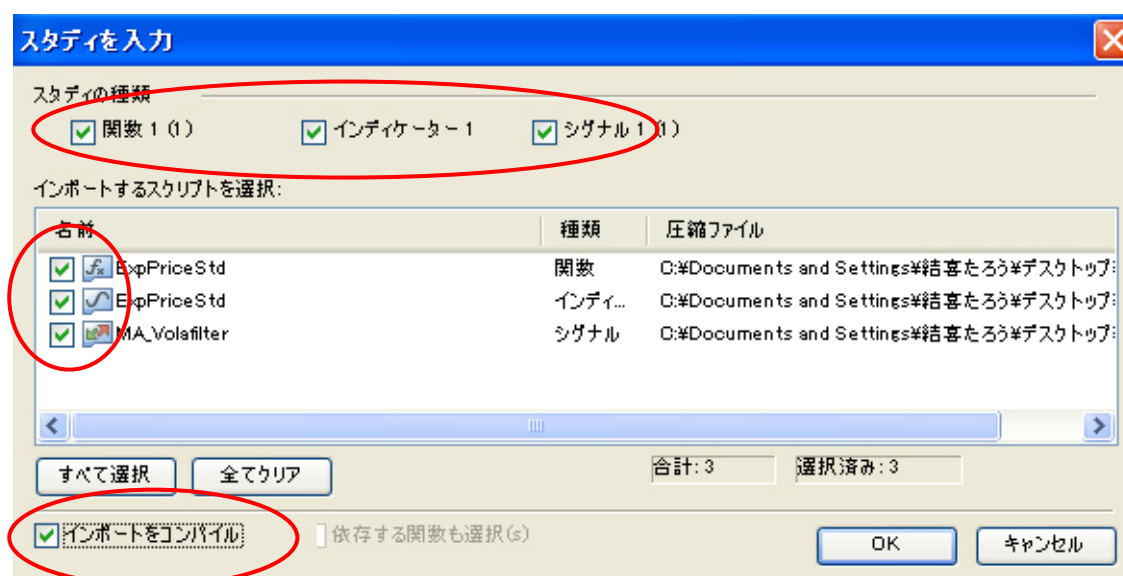 スタディを入力
スタディの種類
関数 1 (1) インディケーター 1 シグナル 1 (1)
インポートするスクリプトを選択:
名前 種類 圧縮ファイル
ExpPriceStd 関数 C:¥Documents and Settings¥結喜たろう¥デスクトップ
ExpPriceStd インディ... C:¥Documents and Settings¥結喜たろう¥デスクトップ
MA_Volafilter シグナル C:¥Documents and Settings¥結喜たろう¥デスクトップ
すべて選択 全てクリア 合計: 3 選択済み: 3
インポートをコンパイル 依存する関数も選択(s) OK キャンセル